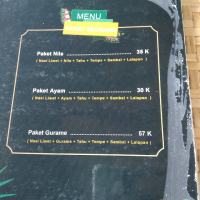 MENU
Paket Nila 38 K
( Nasi Liwet + Nila + Tahu + Tempe + Sambal + Lalapan )
Paket Ayam 30 K
( Nasi Liwet + Ayam + Tahu + Tempe + Sambal + Lalapan )
Paket Gurame 57 K
( Nasi Liwet + Gurame + Tahu + Tempe + Sambal + Lalapan )